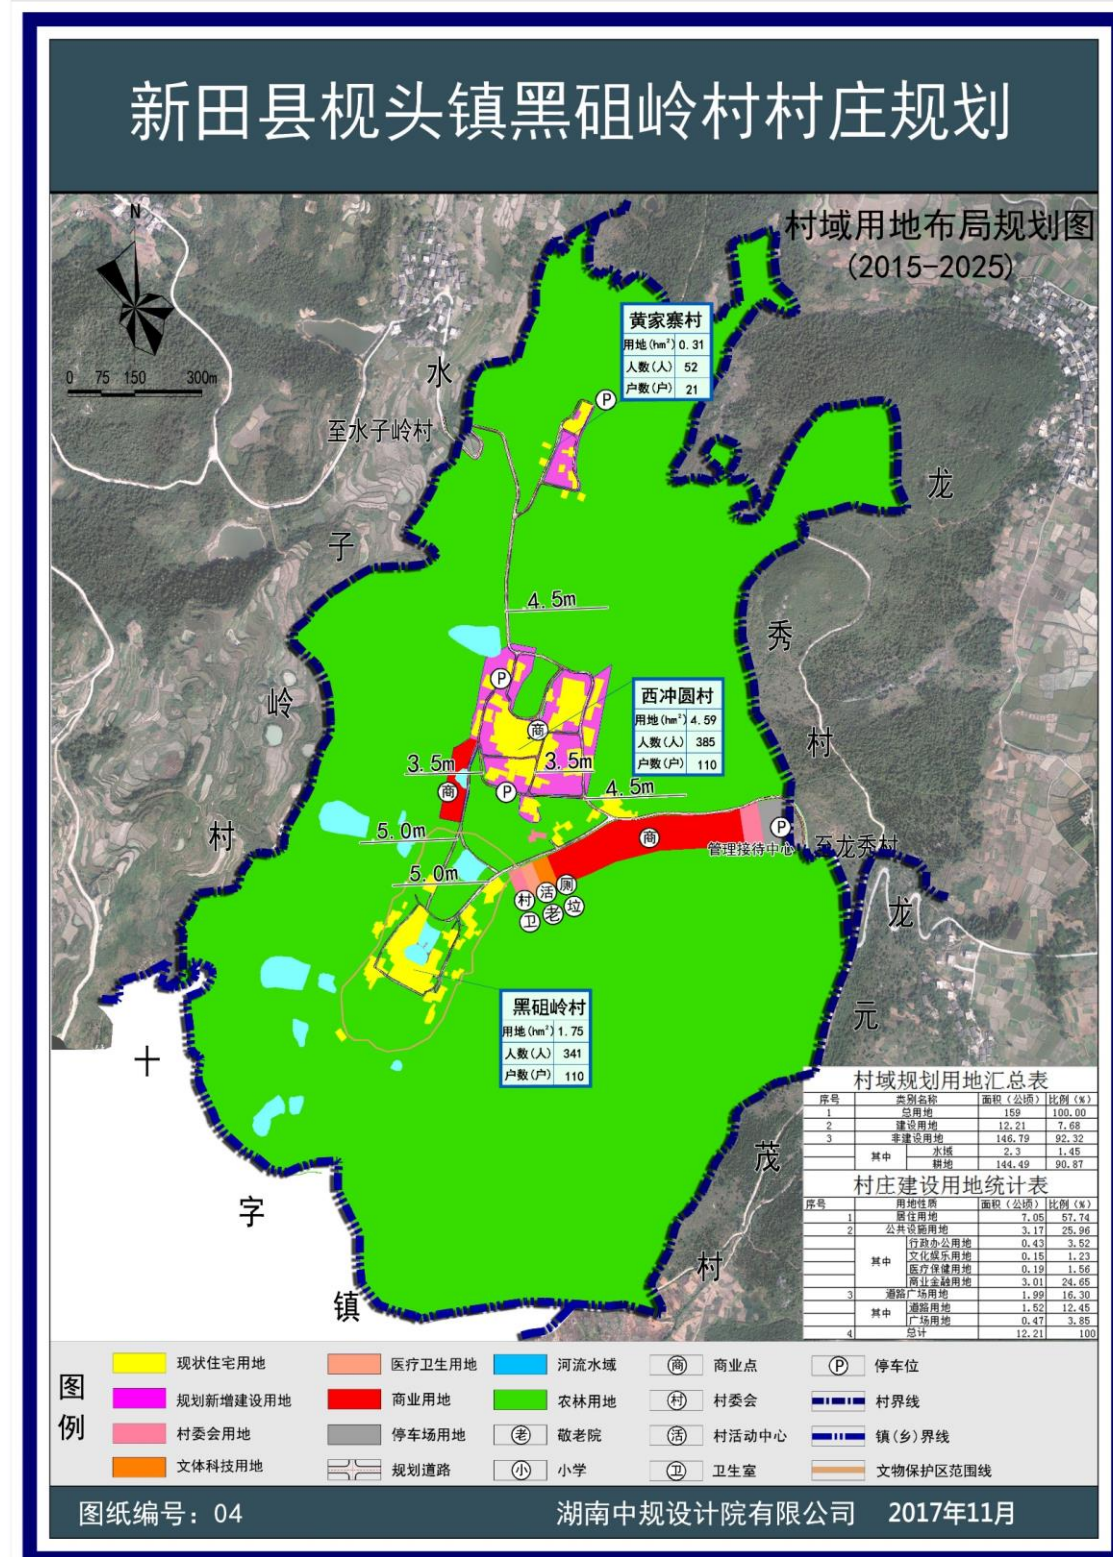 新田县枧头镇黑砠岭村村庄规划
村域用地布局规划图
(2015-2025)
N
0 75 150 300m
黄家寨村
用地(hm²) 0.31
人数(人) 52
户数(户) 21
P
水
子
岭
村
至水子岭村
龙
秀
村
4.5m
P
商
西冲圆村
用地(hm²) 4.59
人数(人) 385
户数(户) 110
3.5m
3.5m
商
P
4.5m
5.0m
商
P
管理接待中心
至龙秀村
5.0m
村 活 厕
卫 老 垃
龙
元
茂
村
黑砠岭村
用地(hm²) 1.75
人数(人) 341
户数(户) 110
十
字
镇
村域规划用地汇总表
序号 类别名称 面积（公顷） 比例（%）
1 总用地 159 100.00
2 建设用地 12.21 7.68
3 非建设用地 146.79 92.32
其中 水域 2.3 1.45
耕地 144.49 90.87
村庄建设用地统计表
序号 用地性质 面积（公顷） 比例（%）
1 居住用地 7.05 57.74
2 公共设施用地 3.17 25.96
其中 行政办公用地 0.43 3.52
文化娱乐用地 0.15 1.23
医疗保健用地 0.19 1.56
商业金融用地 3.01 24.65
3 道路广场用地 1.99 16.30
其中 道路用地 1.52 12.45
广场用地 0.47 3.85
4 总计 12.21 100
图例
现状住宅用地 医疗卫生用地 河流水域 商 商业点 P 停车位
规划新增建设用地 商业用地 农林用地 村 村委会 村界线
村委会用地 停车场用地 老 敬老院 活 村活动中心 镇(乡)界线
文体科技用地 规划道路 小 小学 卫 卫生室 文物保护区范围线
图纸编号：04 湖南中规设计院有限公司 2017年11月